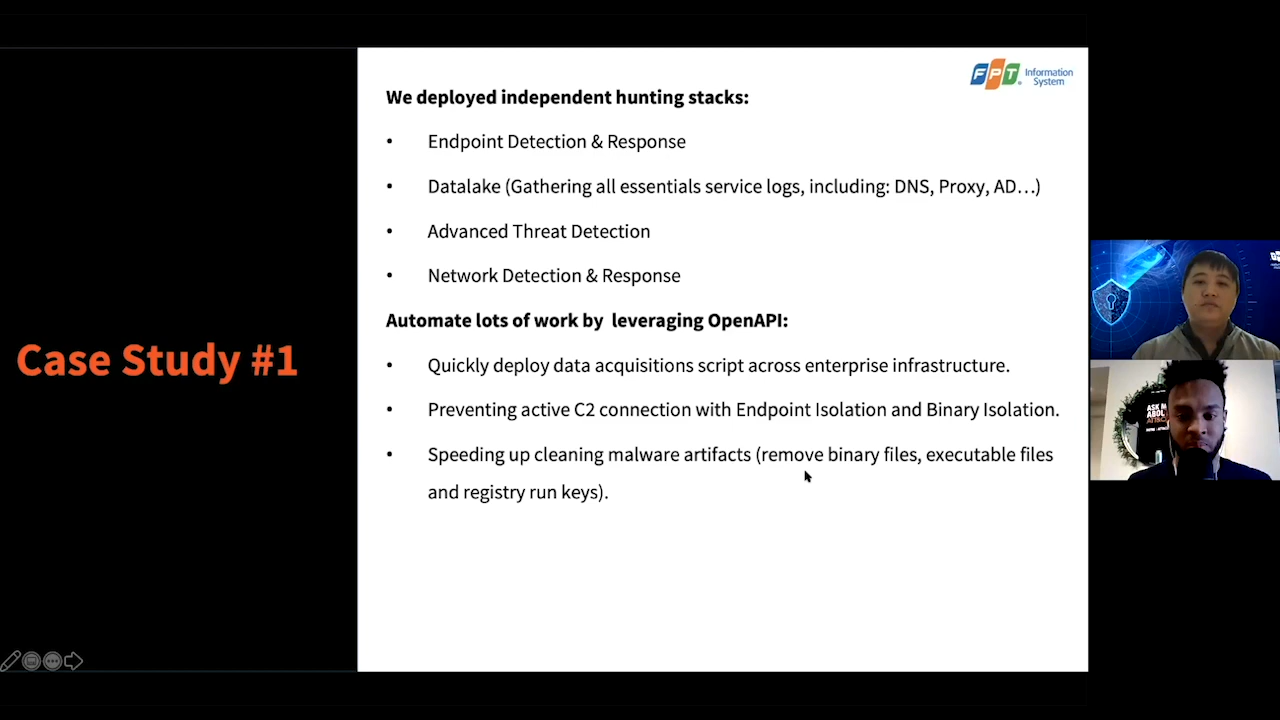 FPT Information
System
We deployed independent hunting stacks:
• Endpoint Detection & Response
• Datalake (Gathering all essentials service logs, including: DNS, Proxy, AD…)
• Advanced Threat Detection
• Network Detection & Response
Automate lots of work by  leveraging OpenAPI:
Case Study #1
• Quickly deploy data acquisitions script across enterprise infrastructure.
• Preventing active C2 connection with Endpoint Isolation and Binary Isolation.
• Speeding up cleaning malware artifacts (remove binary files, executable files
and registry run keys).
ASK M